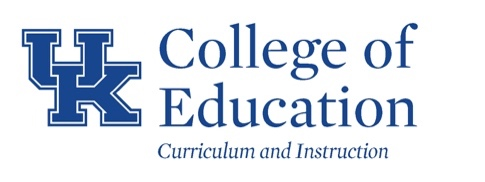 UK
College of
Education
Curriculum and Instruction